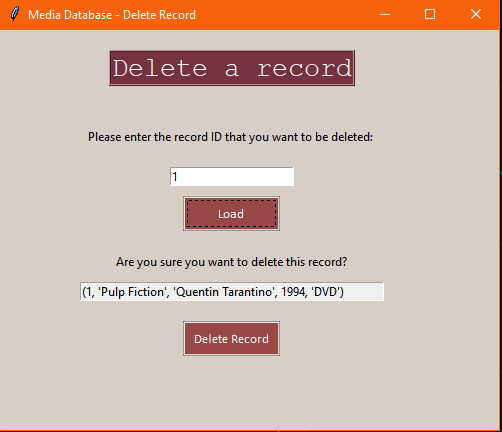 Media Database - Delete Record
Delete a record
Please enter the record ID that you want to be deleted:
1
Load
Are you sure you want to delete this record?
(1, 'Pulp Fiction', 'Quentin Tarantino', 1994, 'DVD')
Delete Record